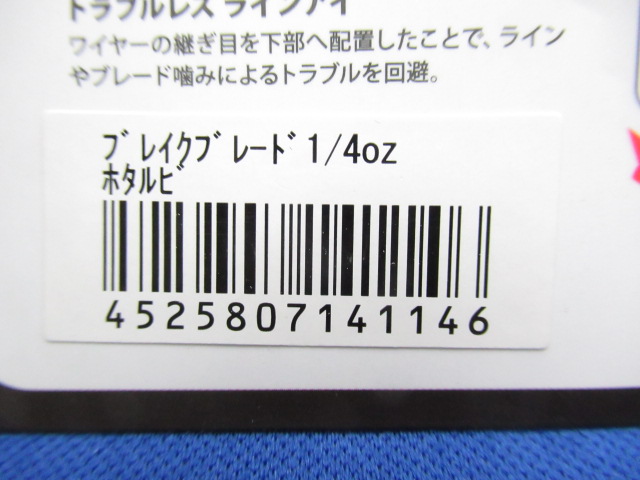 トラブルレス ラインアイ
ワイヤーの継ぎ目を下部へ配置したことで、ライン
やブレード噛みによるトラブルを回避。
ﾌﾞﾚｲｸﾌﾞﾚｰﾄﾞ1/4oz
ﾎﾀﾙﾋﾞ
4525807141146